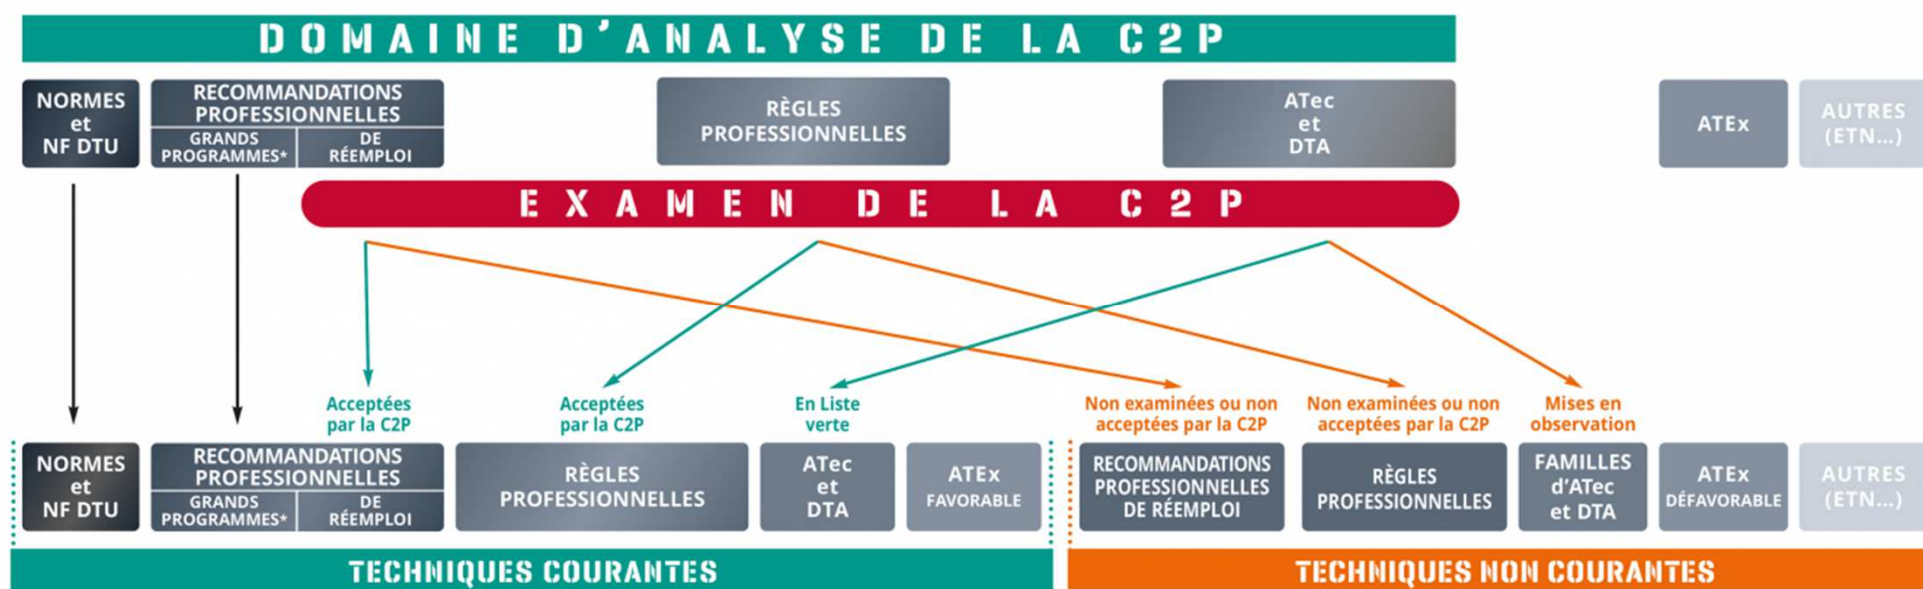 DOMAINE D'ANALYSE DE LA C2P
NORMES
et
NF DTU
RECOMMANDATIONS
PROFESSIONNELLES
GRANDS
PROGRAMMES*
DE
RÉEMPLOI
RÈGLES
PROFESSIONNELLES
ATec
et
DTA
ATEx
AUTRES
(ETN...)
EXAMEN DE LA C2P
Acceptées
par la C2P
Acceptées
par la C2P
En Liste
verte
Non examinées ou non
acceptées par la C2P
Non examinées ou non
acceptées par la C2P
Mises en
observation
NORMES
et
NF DTU
RECOMMANDATIONS
PROFESSIONNELLES
GRANDS
PROGRAMMES*
DE
RÉEMPLOI
RÈGLES
PROFESSIONNELLES
ATec
et
DTA
ATEx
FAVORABLE
RECOMMANDATIONS
PROFESSIONNELLES
DE RÉEMPLOI
RÈGLES
PROFESSIONNELLES
FAMILLES
d'ATec
et DTA
ATEx
DÉFAVORABLE
AUTRES
(ETN...)
TECHNIQUES COURANTES
TECHNIQUES NON COURANTES